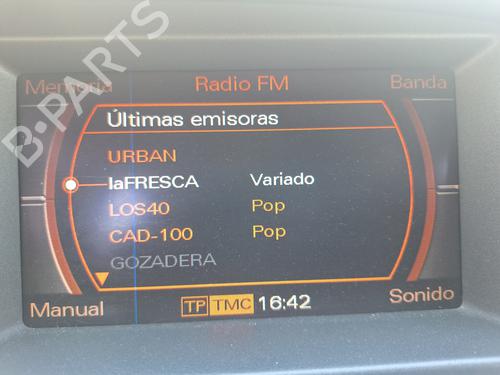 Memoria Radio FM Banda
Últimas emisoras
URBAN
laFRESCA Variado
LOS40 Pop
CAD-100 Pop
GOZADERA
Manual TP TMC 16:42 Sonido
B-PARTS